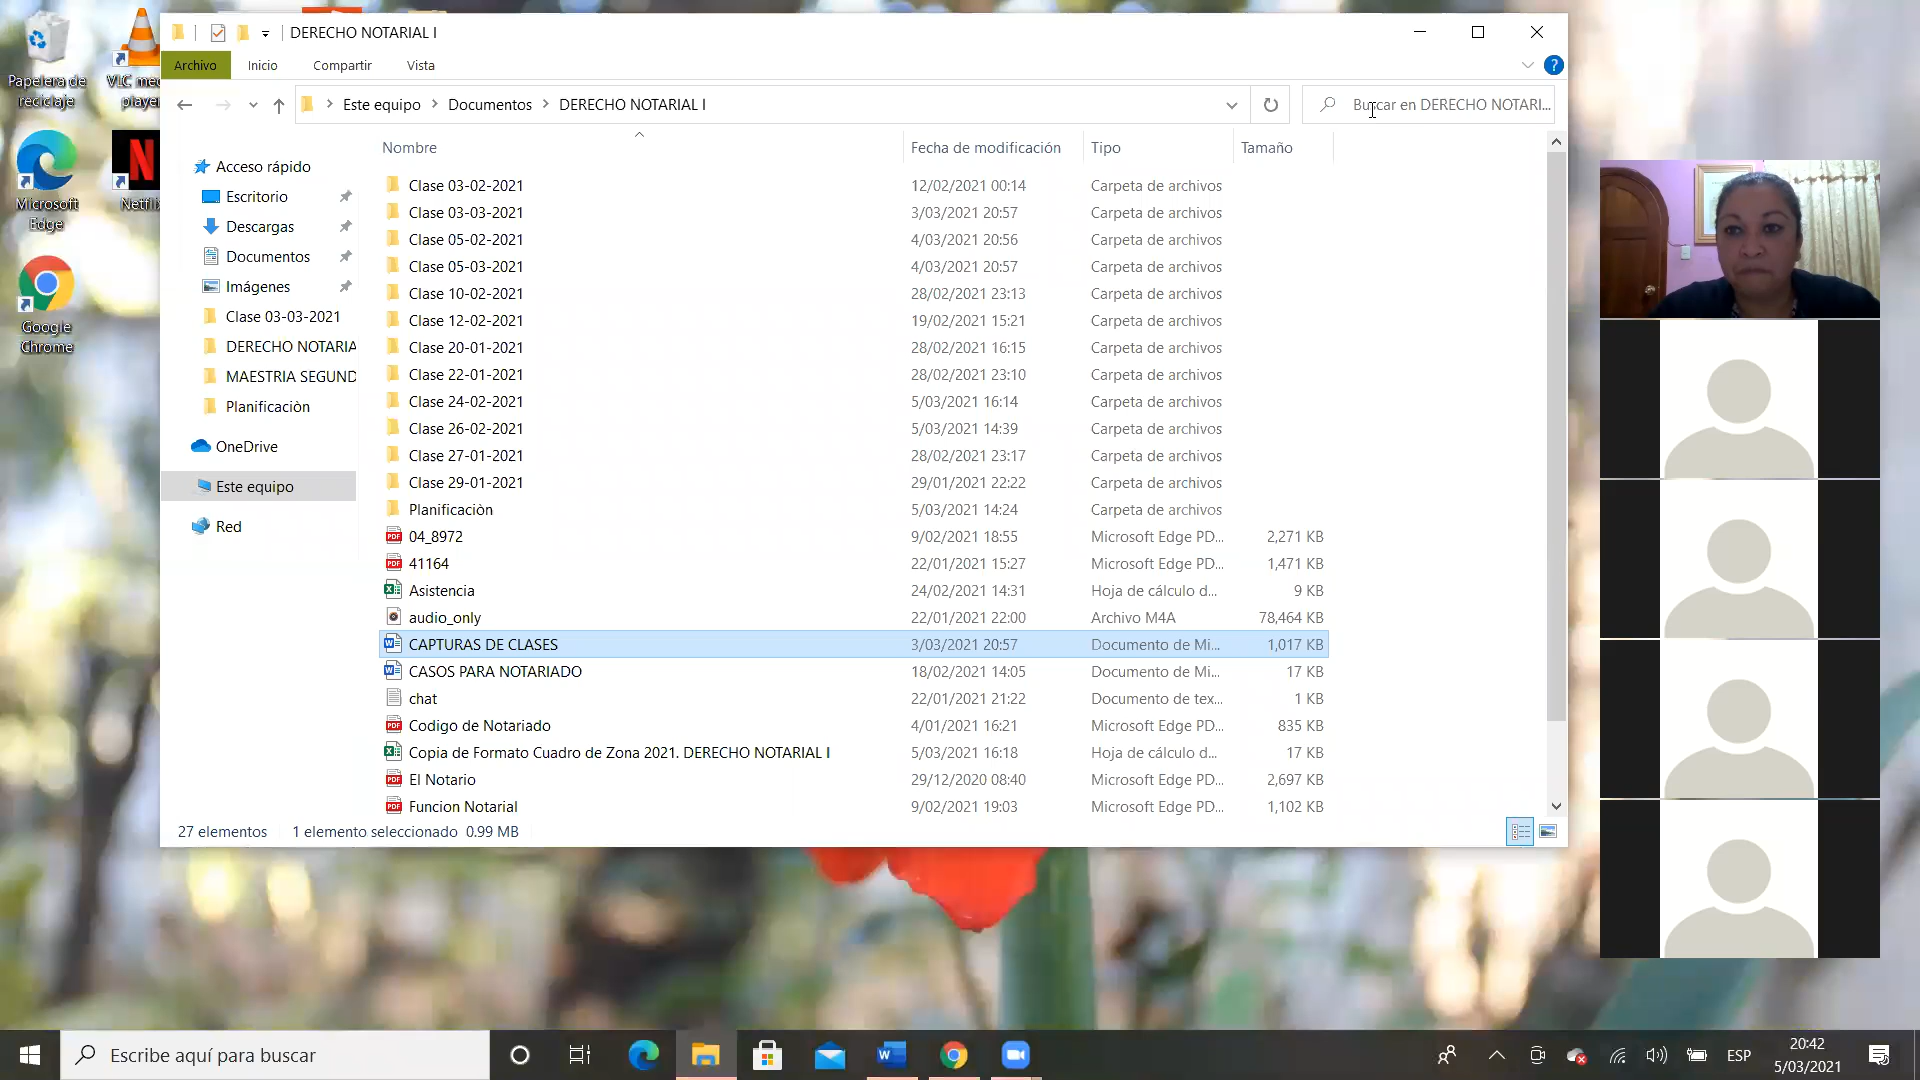 DERECHO NOTARIAL I
Archivo Inicio Compartir Vista
Este equipo Documentos DERECHO NOTARIAL I
Buscar en DERECHO NOTARI...
Nombre Fecha de modificación Tipo Tamaño
Papelera de reciclaje
VLC med player
Microsoft Edge
Netflix
Google Chrome
Acceso rápido
Escritorio
Descargas
Documentos
Imágenes
Clase 03-03-2021
DERECHO NOTARIA
MAESTRIA SEGUND
Planificaciòn
OneDrive
Este equipo
Red
Clase 03-02-2021 12/02/2021 00:14 Carpeta de archivos
Clase 03-03-2021 3/03/2021 20:57 Carpeta de archivos
Clase 05-02-2021 4/03/2021 20:56 Carpeta de archivos
Clase 05-03-2021 4/03/2021 20:57 Carpeta de archivos
Clase 10-02-2021 28/02/2021 23:13 Carpeta de archivos
Clase 12-02-2021 19/02/2021 15:21 Carpeta de archivos
Clase 20-01-2021 28/02/2021 16:15 Carpeta de archivos
Clase 22-01-2021 28/02/2021 23:10 Carpeta de archivos
Clase 24-02-2021 5/03/2021 16:14 Carpeta de archivos
Clase 26-02-2021 5/03/2021 14:39 Carpeta de archivos
Clase 27-01-2021 28/02/2021 23:17 Carpeta de archivos
Clase 29-01-2021 29/01/2021 22:22 Carpeta de archivos
Planificaciòn 5/03/2021 14:24 Carpeta de archivos
04_8972 9/02/2021 18:55 Microsoft Edge PD... 2,271 KB
41164 22/01/2021 15:27 Microsoft Edge PD... 1,471 KB
Asistencia 24/02/2021 14:31 Hoja de cálculo d... 9 KB
audio_only 22/01/2021 22:00 Archivo M4A 78,464 KB
CAPTURAS DE CLASES 3/03/2021 20:57 Documento de Mi... 1,017 KB
CASOS PARA NOTARIADO 18/02/2021 14:05 Documento de Mi... 17 KB
chat 22/01/2021 21:22 Documento de tex... 1 KB
Codigo de Notariado 4/01/2021 16:21 Microsoft Edge PD... 835 KB
Copia de Formato Cuadro de Zona 2021. DERECHO NOTARIAL I 5/03/2021 16:18 Hoja de cálculo d... 17 KB
El Notario 29/12/2020 08:40 Microsoft Edge PD... 2,697 KB
Funcion Notarial 9/02/2021 19:03 Microsoft Edge PD... 1,102 KB
27 elementos 1 elemento seleccionado 0.99 MB
Escribe aquí para buscar
ESP
20:42
5/03/2021